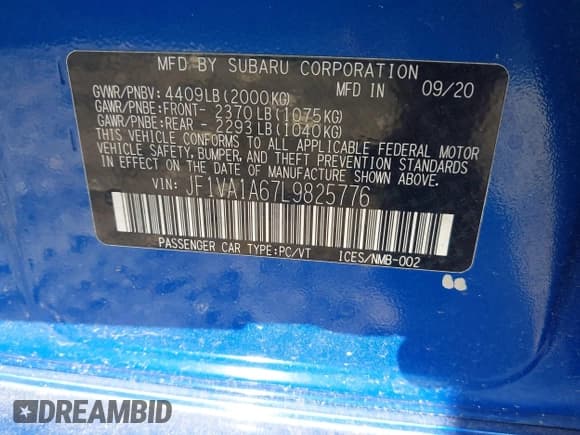 MFD BY SUBARU CORPORATION
MFD IN 09/20
GVWR/PNBV: 4409LB(2000KG)
GAWR/PNBE:FRONT- 2370LB(1075KG)
GAWR/PNBE:REAR - 2293LB(1040KG)
THIS VEHICLE CONFORMS TO ALL APPLICABLE FEDERAL MOTOR
VEHICLE SAFETY, BUMPER, AND THEFT PREVENTION STANDARDS
IN EFFECT ON THE DATE OF MANUFACTURE SHOWN ABOVE.
VIN: JF1VA1A67L9825776
PASSENGER CAR TYPE:PC/VT ICES/NMB-002
DREAMBID